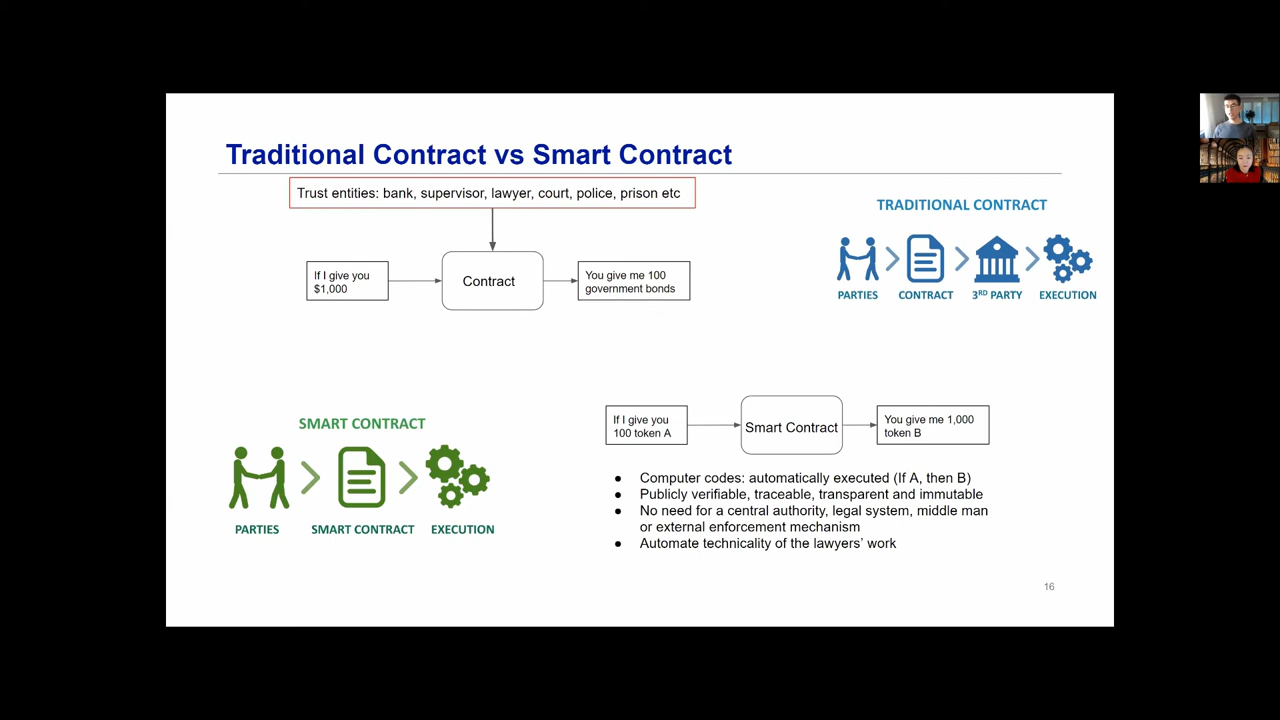 Traditional Contract vs Smart Contract
Trust entities: bank, supervisor, lawyer, court, police, prison etc
If I give you
$1,000
Contract
You give me 100
government bonds
TRADITIONAL CONTRACT
PARTIES
CONTRACT
3RD PARTY
EXECUTION
SMART CONTRACT
PARTIES
SMART CONTRACT
EXECUTION
If I give you
100 token A
Smart Contract
You give me 1,000
token B
● Computer codes: automatically executed (If A, then B)
● Publicly verifiable, traceable, transparent and immutable
● No need for a central authority, legal system, middle man
or external enforcement mechanism
● Automate technicality of the lawyers’ work
16